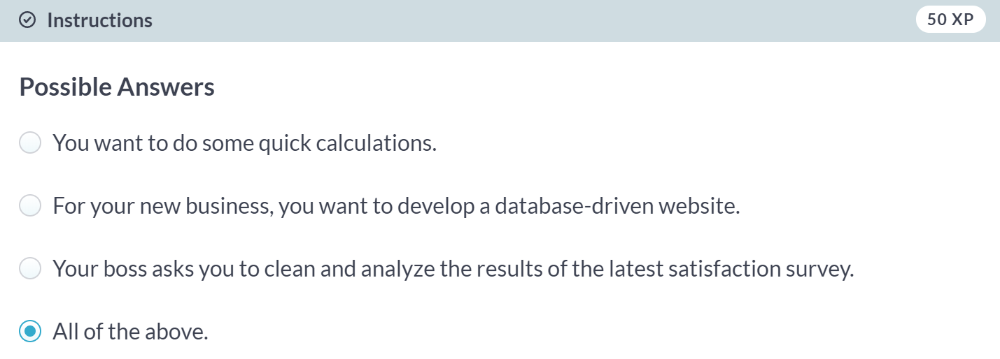 Instructions
50 XP
Possible Answers
You want to do some quick calculations.
For your new business, you want to develop a database-driven website.
Your boss asks you to clean and analyze the results of the latest satisfaction survey.
All of the above.